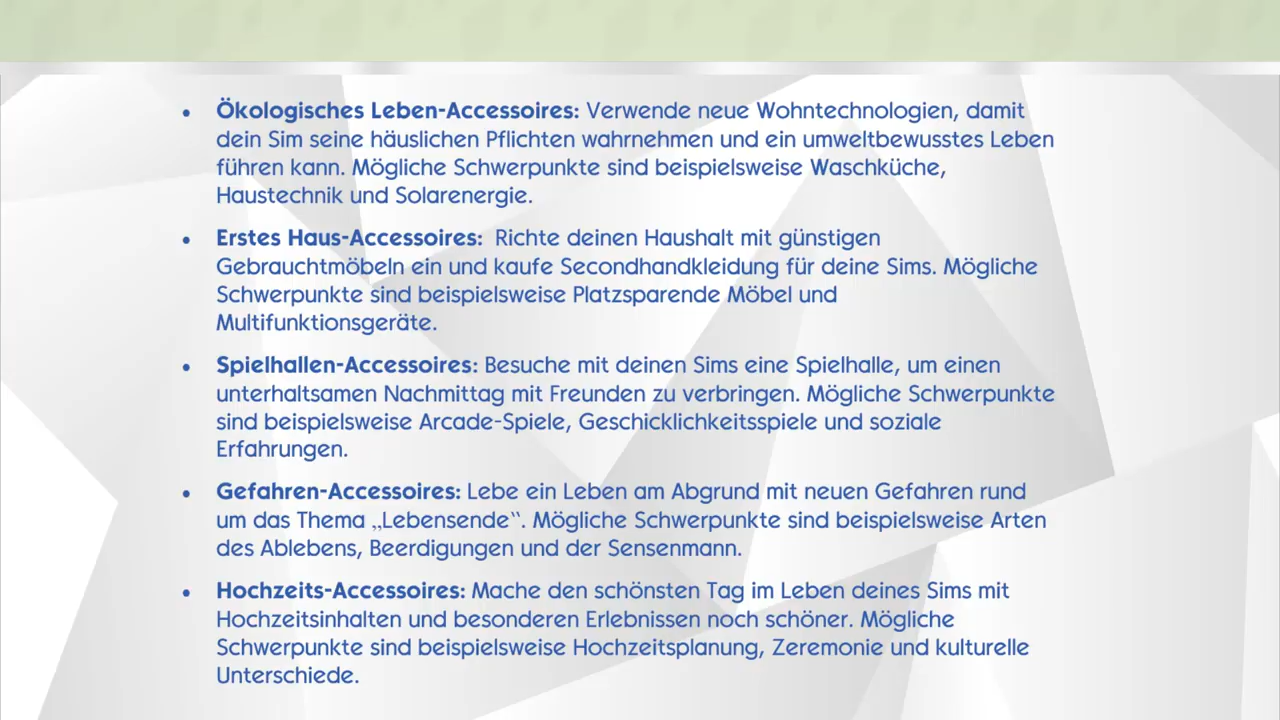 • Ökologisches Leben-Accessoires: Verwende neue Wohntechnologien, damit
dein Sim seine häuslichen Pflichten wahrnehmen und ein umweltbewusstes Leben
führen kann. Mögliche Schwerpunkte sind beispielsweise Waschküche,
Haustechnik und Solarenergie.
• Erstes Haus-Accessoires: Richte deinen Haushalt mit günstigen
Gebrauchtmöbeln ein und kaufe Secondhandkleidung für deine Sims. Mögliche
Schwerpunkte sind beispielsweise Platzsparende Möbel und
Multifunktionsgeräte.
• Spielhallen-Accessoires: Besuche mit deinen Sims eine Spielhalle, um einen
unterhaltsamen Nachmittag mit Freunden zu verbringen. Mögliche Schwerpunkte
sind beispielsweise Arcade-Spiele, Geschicklichkeitsspiele und soziale
Erfahrungen.
• Gefahren-Accessoires: Lebe ein Leben am Abgrund mit neuen Gefahren rund
um das Thema „Lebensende“. Mögliche Schwerpunkte sind beispielsweise Arten
des Ablebens, Beerdigungen und der Sensenmann.
• Hochzeits-Accessoires: Mache den schönsten Tag im Leben deines Sims mit
Hochzeitsinhalten und besonderen Erlebnissen noch schöner. Mögliche
Schwerpunkte sind beispielsweise Hochzeitsplanung, Zeremonie und kulturelle
Unterschiede.